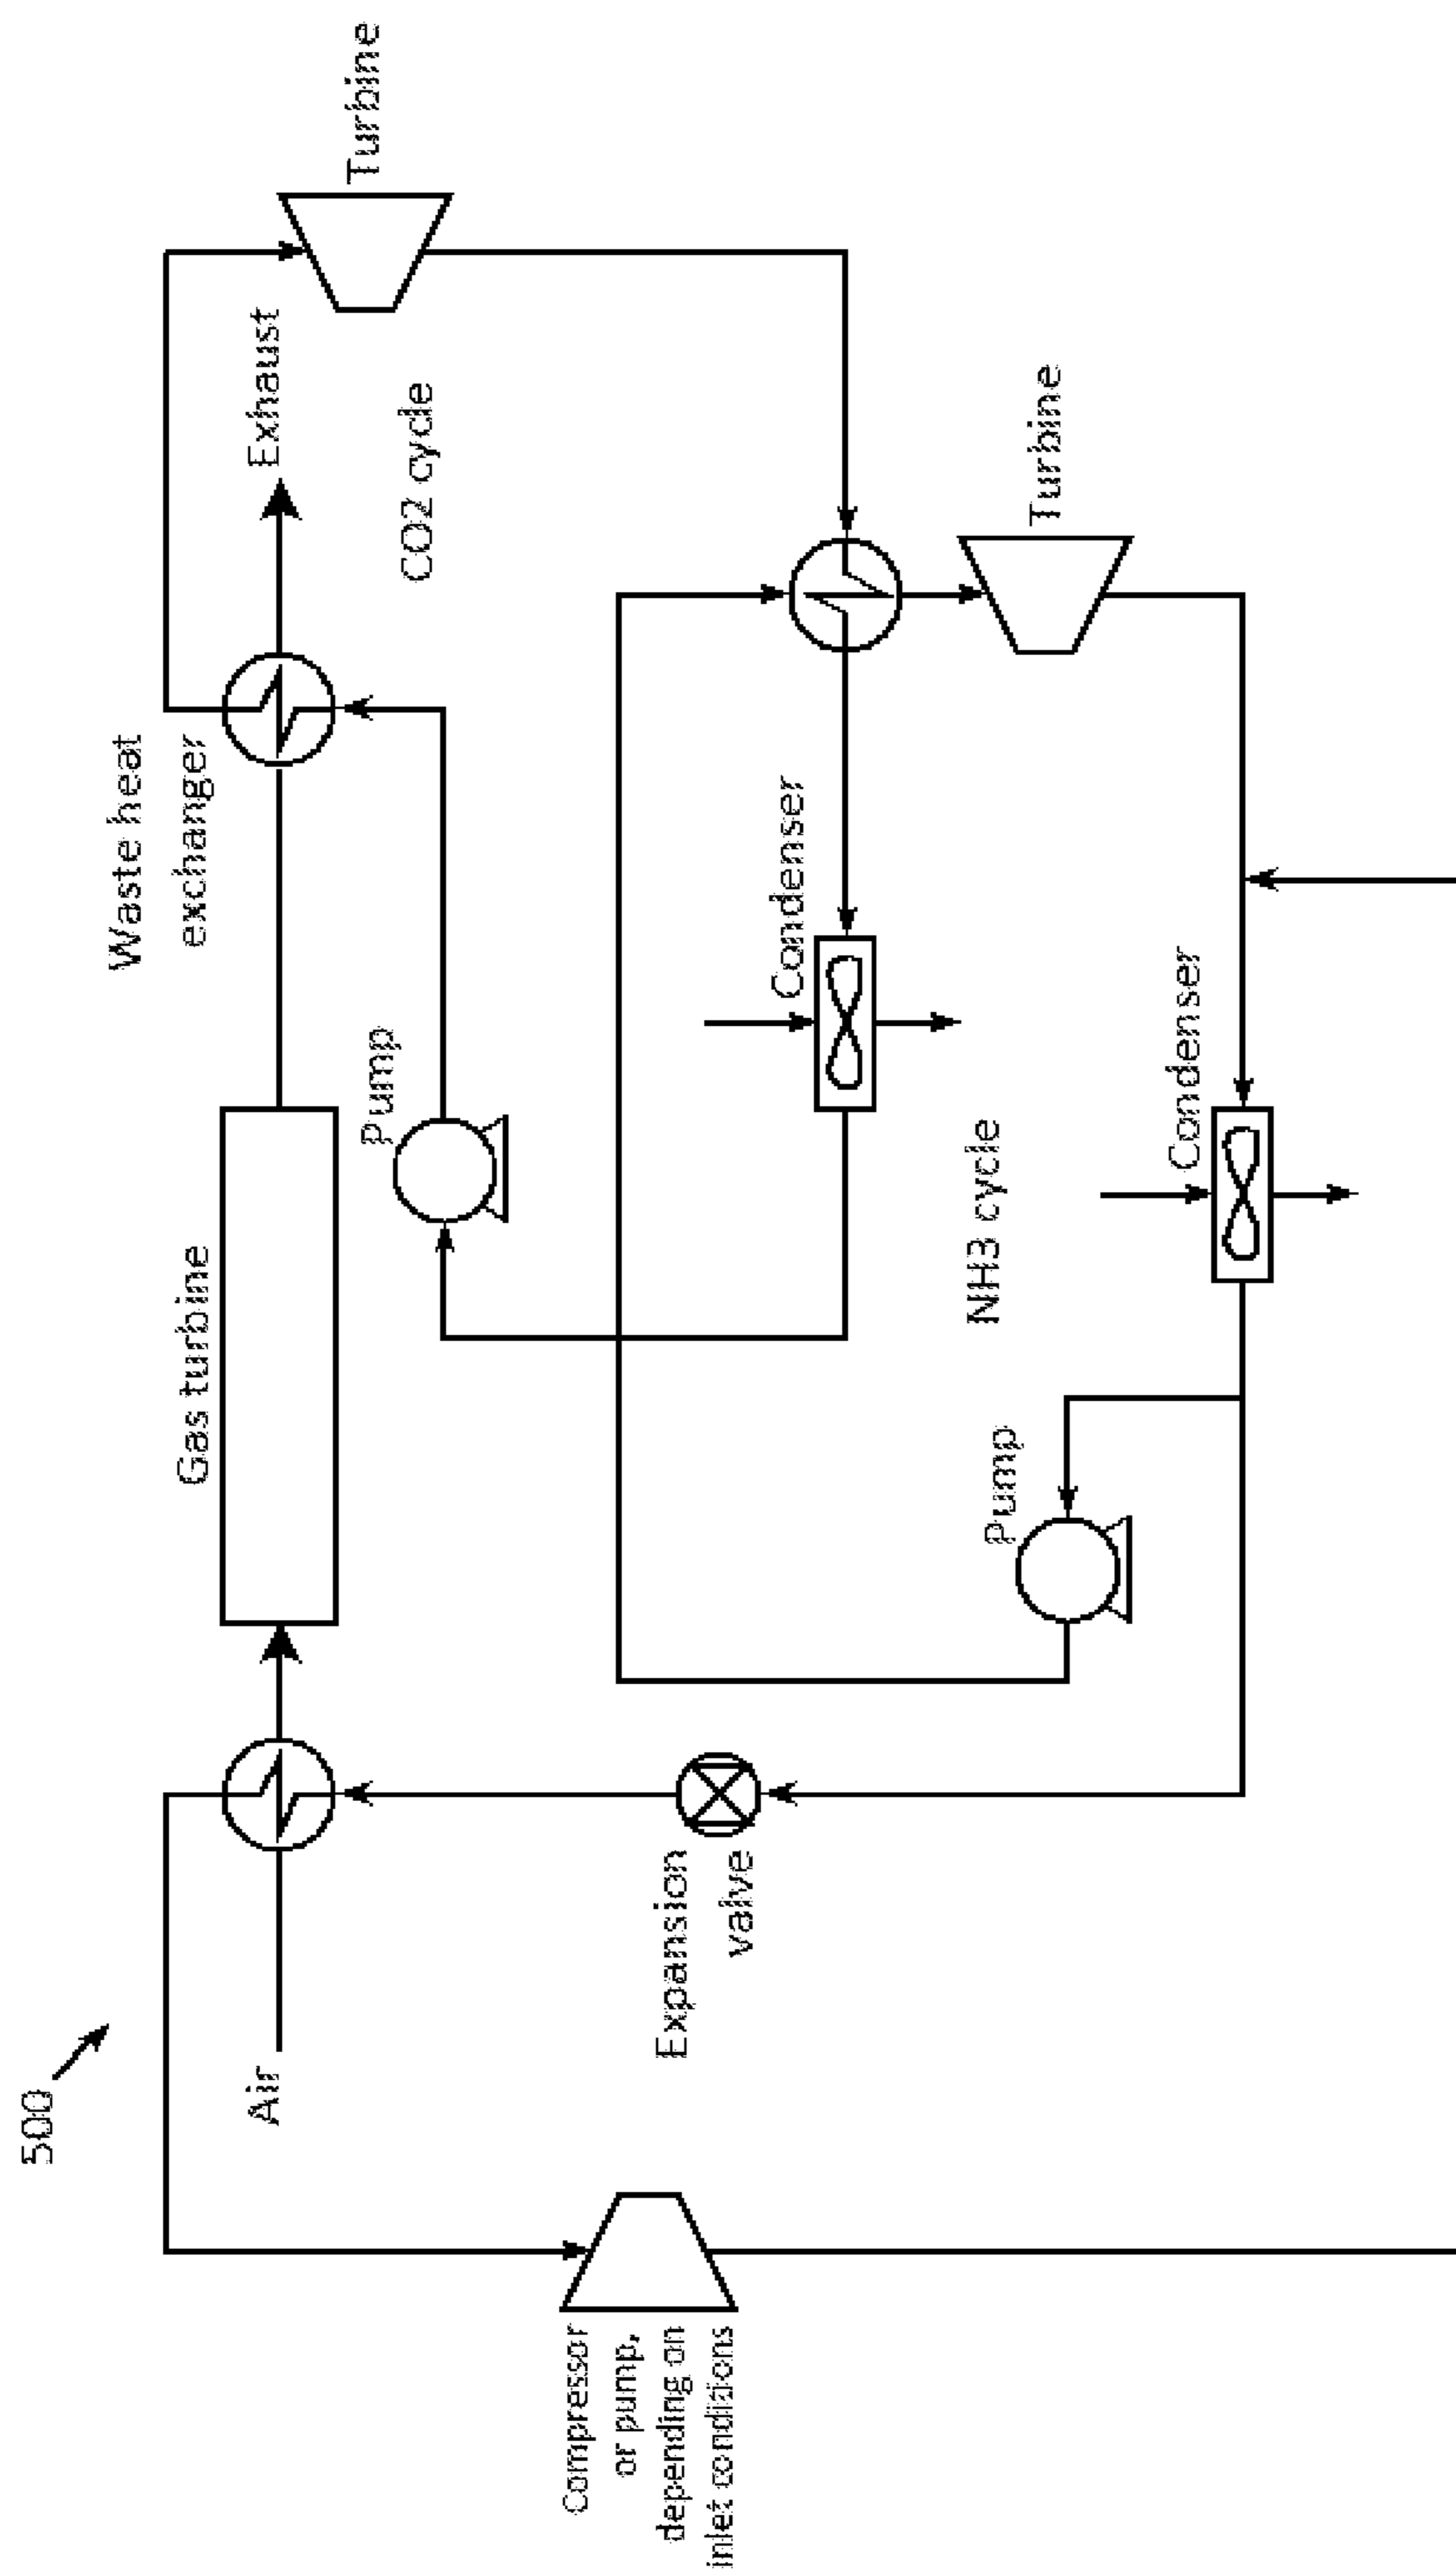 500
Air
Gas turbine
Waste heat
exchanger
Exhaust
Turbine
Pump
CO2 cycle
Compressor
or pump,
depending on
inlet conditions
Expansion
valve
Condenser
Pump
NH3 cycle
Turbine
Condenser